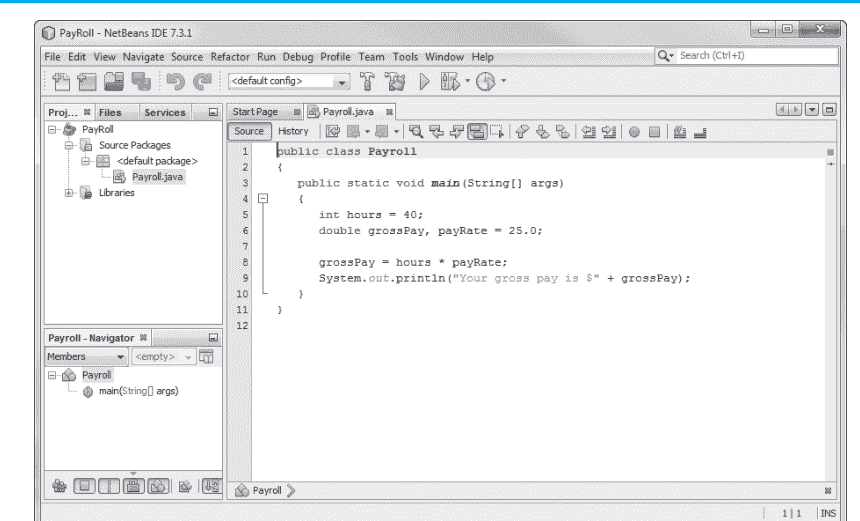 PayRoll - NetBeans IDE 7.3.1
File Edit View Navigate Source Refactor Run Debug Profile Team Tools Window Help
Search (Ctrl+I)
<default config>
Proj... Files Services
Start Page Payroll.java
PayRoll
Source Packages
<default package>
Payroll.java
Libraries
Source History
1 public class Payroll
2 {
3 public static void main(String[] args)
4 {
5 int hours = 40;
6 double grossPay, payRate = 25.0;
7
8 grossPay = hours * payRate;
9 System.out.println("Your gross pay is $" + grossPay);
10 }
11 }
12
Payroll - Navigator
Members <empty>
Payroll
main(String[] args)
Payroll
1|1 INS